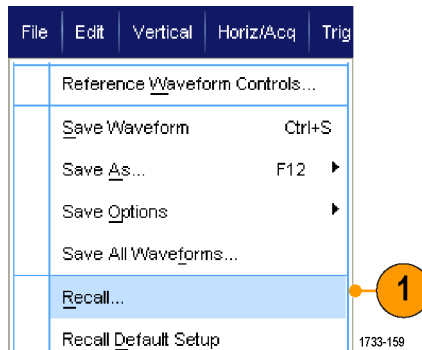 File Edit Vertical Horiz/Acq Trig
Reference Waveform Controls...
Save Waveform Ctrl+S
Save As... F12
Save Options
Save All Waveforms...
Recall... 1
Recall Default Setup 1733-159